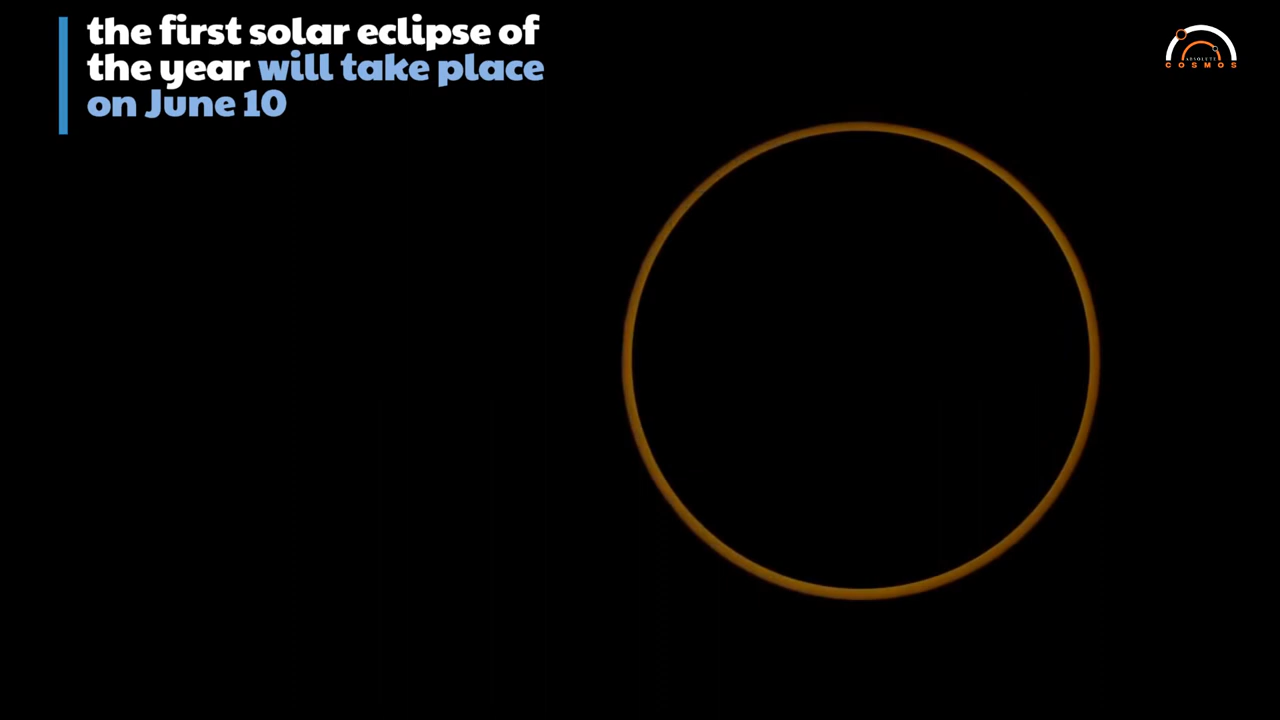 the first solar eclipse of
the year will take place
on June 10
ABSOLUTE
COSMOS